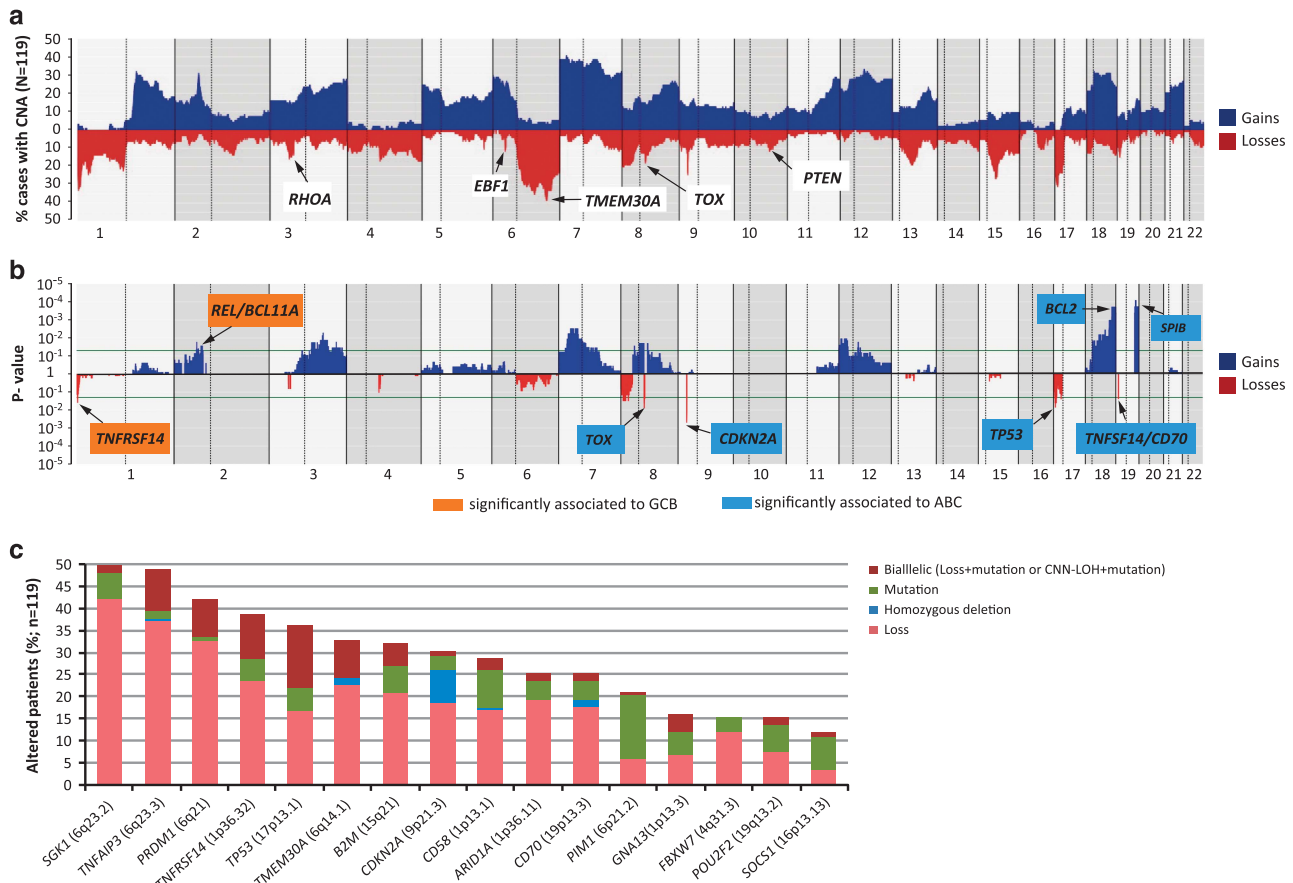 a
% cases with CNA (N=119)
50
40
30
20
10
0
10
20
30
40
50
RHOA
EBF1
TMEM30A
TOX
PTEN
Gains
Losses
1 2 3 4 5 6 7 8 9 10 11 12 13 14 15 16 17 18 19 20 21 22
b
P- value
10-5
10-4
10-3
10-2
10-1
1
10-1
10-2
10-3
10-4
10-5
REL/BCL11A
BCL2
SPIB
TNFRSF14
TOX
CDKN2A
TP53
TNFSF14/CD70
Gains
Losses
1 2 3 4 5 6 7 8 9 10 11 12 13 14 15 16 17 18 19 20 21 22
significantly associated to GCB
significantly associated to ABC
c
Altered patients (%; n=119)
50
45
40
35
30
25
20
15
10
5
0
Bialllelic (Loss+mutation or CNN-LOH+mutation)
Mutation
Homozygous deletion
Loss
SGK1 (6q23.2)
TNFAIP3 (6q23.3)
PRDM1 (6q21)
TNFRSF14 (1p36.32)
TP53 (17p13.1)
TMEM30A (6q14.1)
B2M (15q21)
CDKN2A (9p21.3)
CD58 (1p13.1)
ARID1A (1p36.11)
CD70 (19p13.3)
PIM1 (6p21.2)
GNA13(1p13.3)
FBXW7 (4q31.3)
POU2F2 (19q13.2)
SOCS1 (16p13.13)